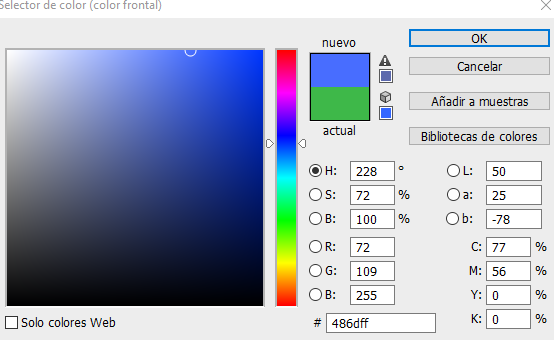 Selector de color (color frontal)
nuevo
actual
OK
Cancelar
Añadir a muestras
Bibliotecas de colores
H: 228 °
S: 72 %
B: 100 %
R: 72
G: 109
B: 255
L: 50
a: 25
b: -78
C: 77 %
M: 56 %
Y: 0 %
K: 0 %
Solo colores Web
# 486dff